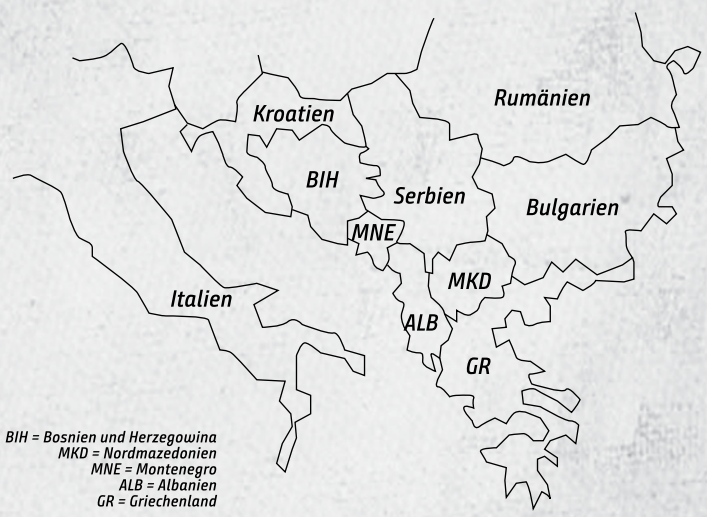 Rumänien
Kroatien
BIH
Serbien
Bulgarien
MNE
MKD
Italien
ALB
GR
BIH = Bosnien und Herzegowina
MKD = Nordmazedonien
MNE = Montenegro
ALB = Albanien
GR = Griechenland